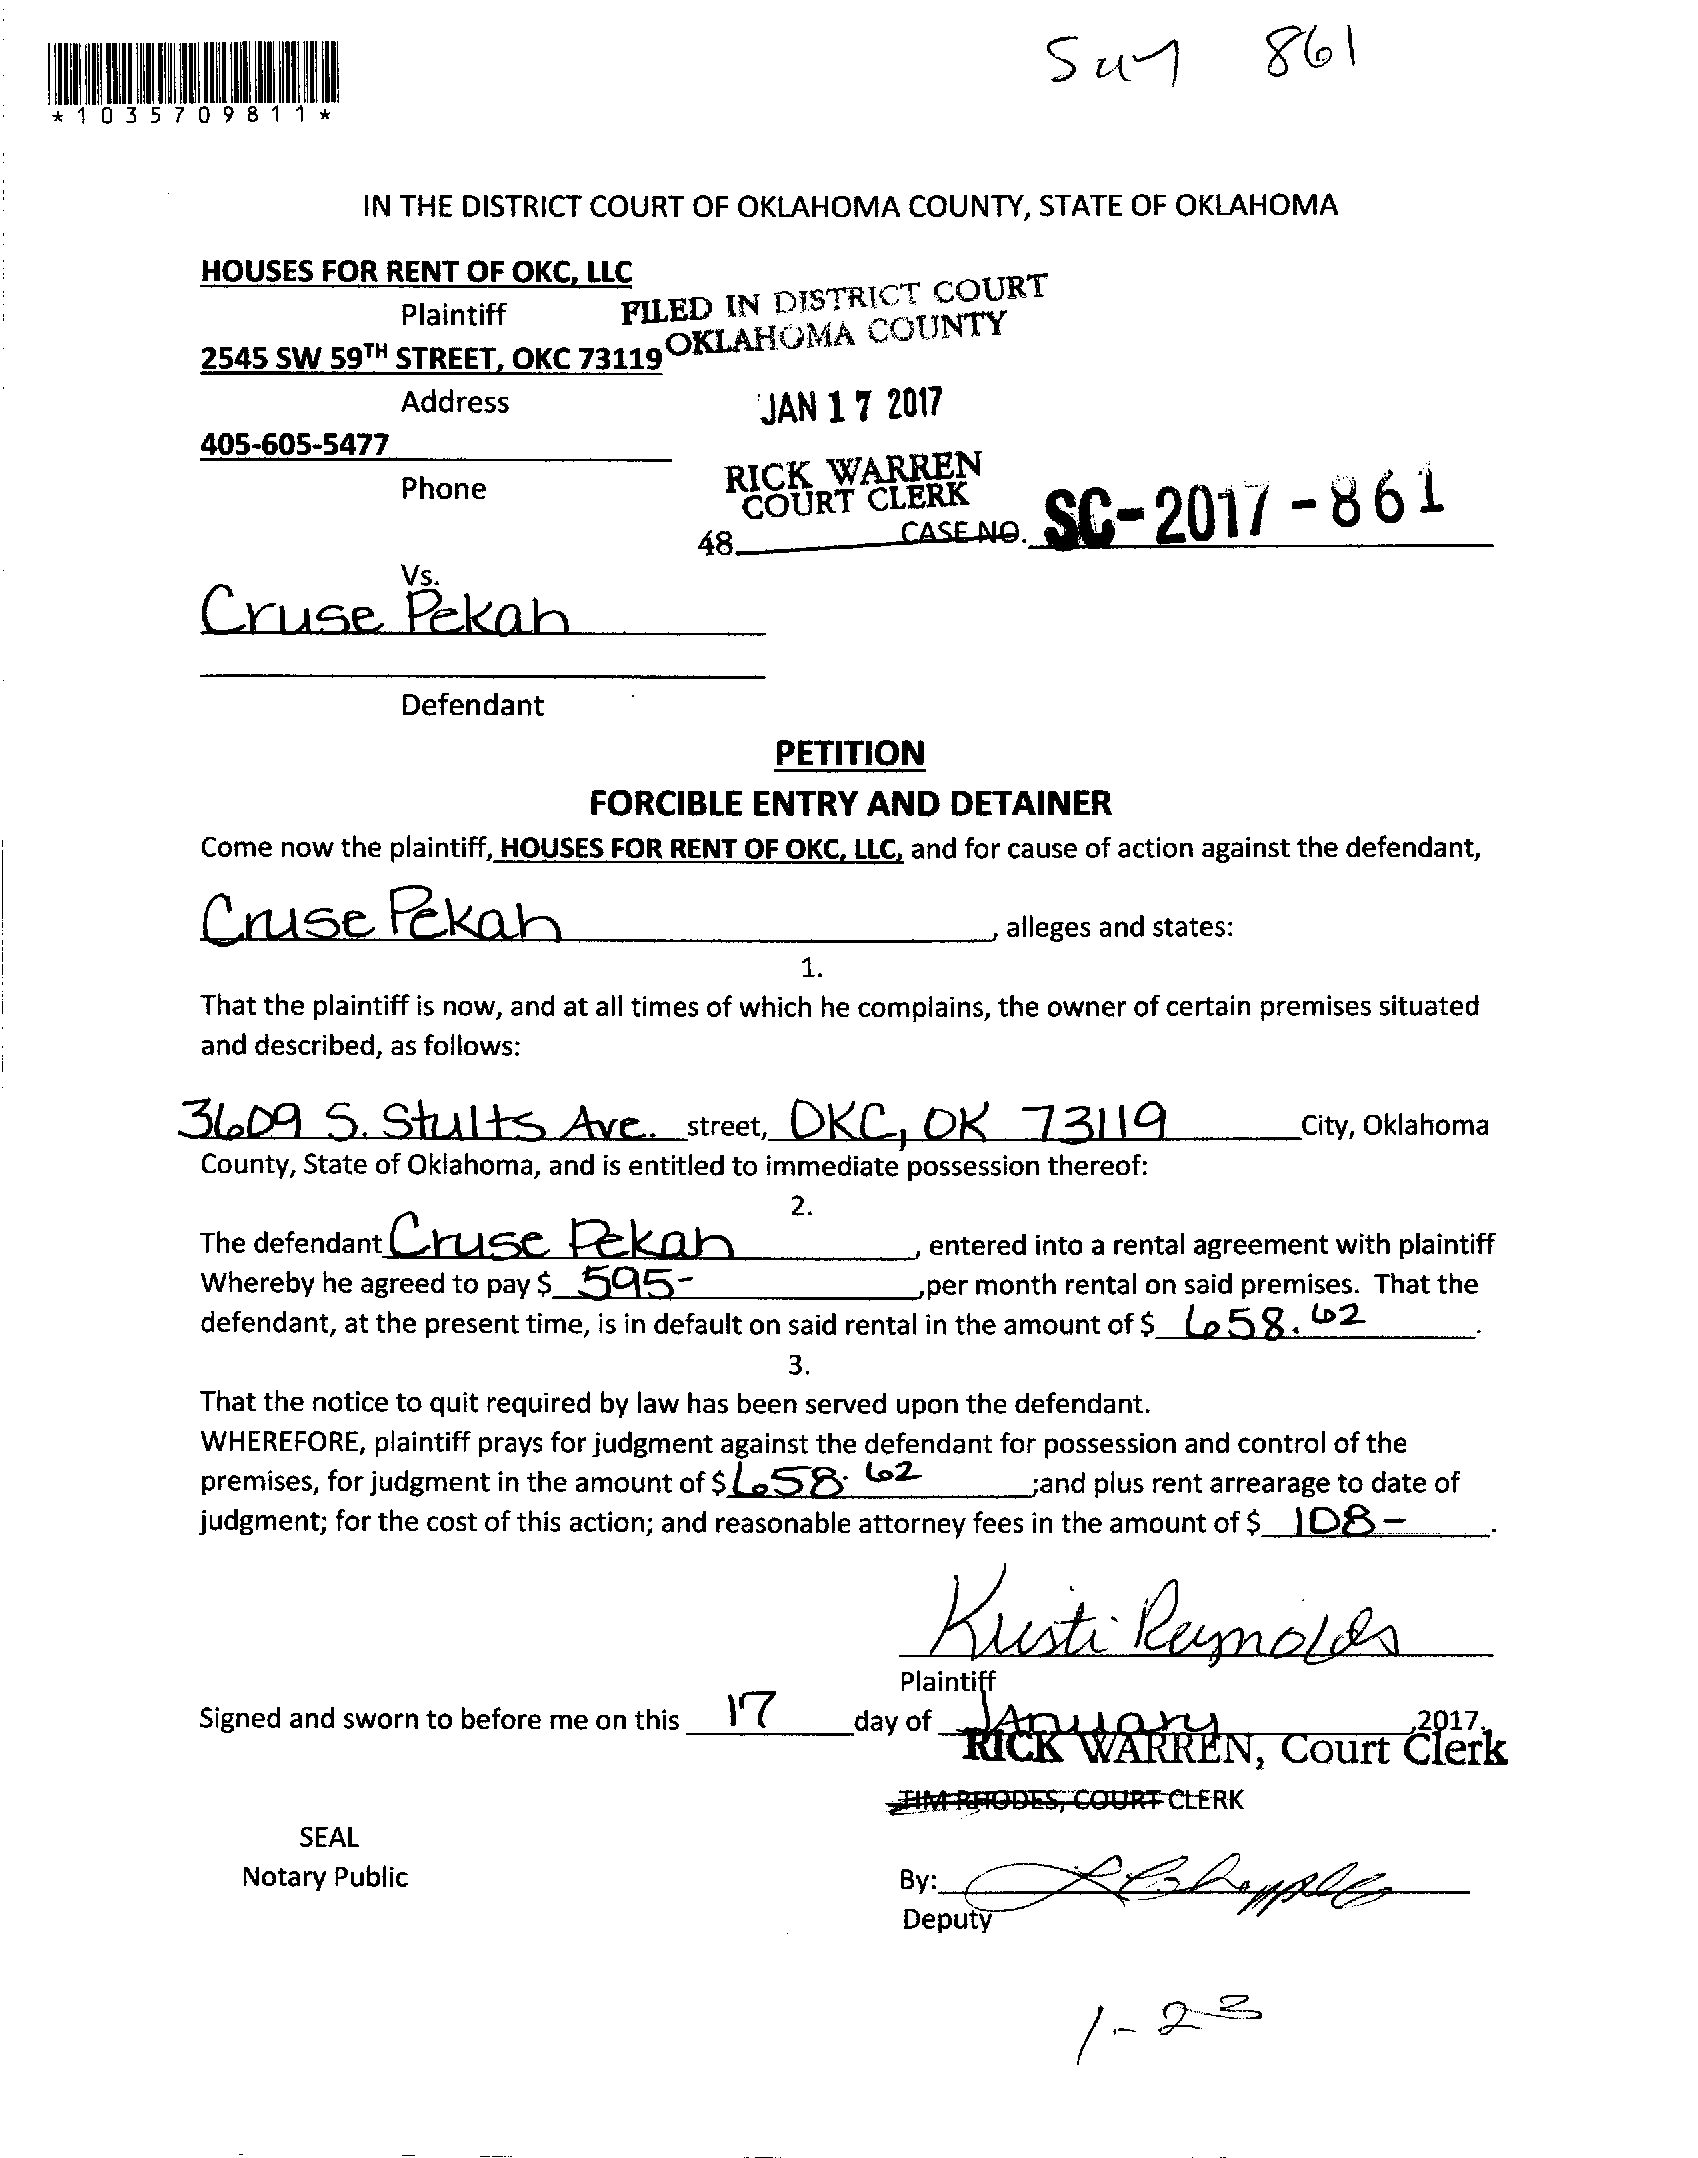 861
*1035709811*
IN THE DISTRICT COURT OF OKLAHOMA COUNTY, STATE OF OKLAHOMA
HOUSES FOR RENT OF OKC, LLC
Plaintiff
FILED IN DISTRICT COURT
OKLAHOMA COUNTY
2545 SW 59TH STREET, OKC 73119
Address
JAN 17 2017
405-605-5477
Phone
RICK WARREN
COURT CLERK
48 CASE NO. SC-2017-861
Vs.
Cruse Pekah
Defendant
PETITION
FORCIBLE ENTRY AND DETAINER
Come now the plaintiff, HOUSES FOR RENT OF OKC, LLC, and for cause of action against the defendant,
Cruse Pekah, alleges and states:
1.
That the plaintiff is now, and at all times of which he complains, the owner of certain premises situated
and described, as follows:
3609 S. Stults Ave. street, OKC, OK 73119 City, Oklahoma
County, State of Oklahoma, and is entitled to immediate possession thereof:
2.
The defendant Cruse Pekah, entered into a rental agreement with plaintiff
Whereby he agreed to pay $ 595- ,per month rental on said premises. That the
defendant, at the present time, is in default on said rental in the amount of $ 658.62.
3.
That the notice to quit required by law has been served upon the defendant.
WHEREFORE, plaintiff prays for judgment against the defendant for possession and control of the
premises, for judgment in the amount of $ 658.62 ;and plus rent arrearage to date of
judgment; for the cost of this action; and reasonable attorney fees in the amount of $ 108-.
Kristi Reynolds
Plaintiff
Signed and sworn to before me on this 17 day of January ,2017.
RICK WARREN, Court Clerk
TIM RHODES, COURT CLERK
SEAL
Notary Public
By:
Deputy
1-23